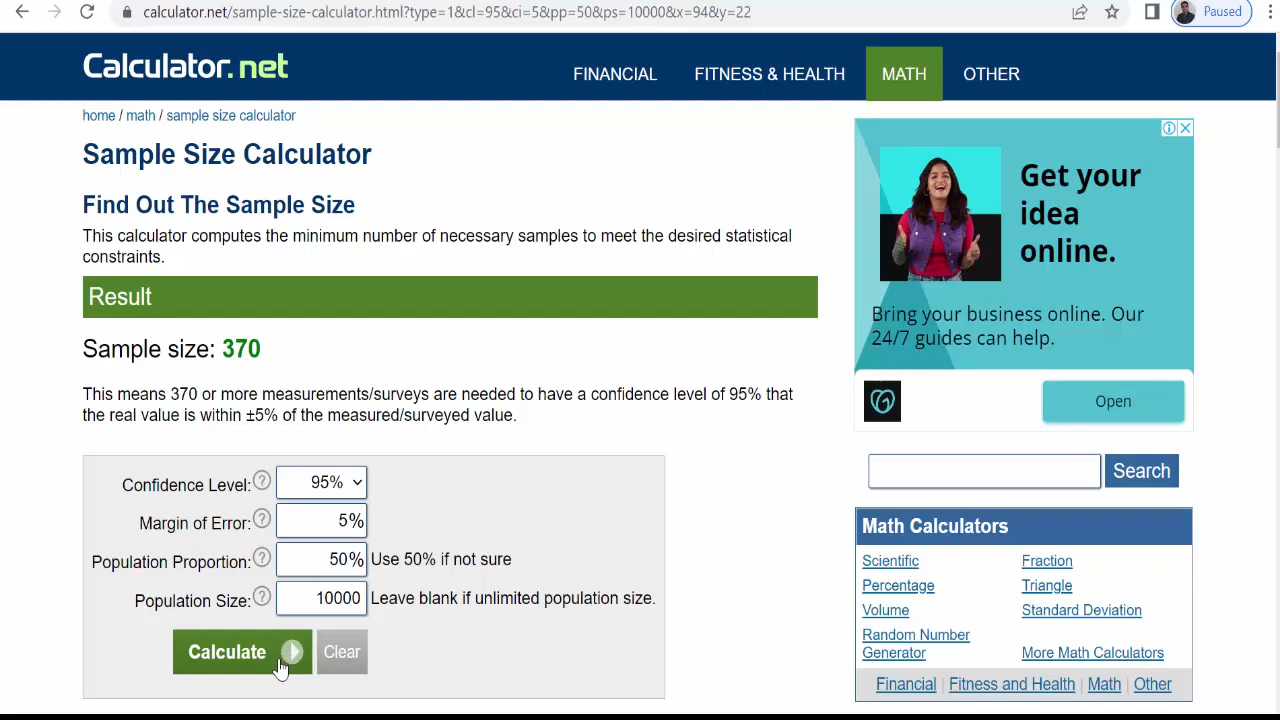 calculator.net/sample-size-calculator.html?type=1&cl=95&ci=5&pp=50&ps=10000&x=94&y=22
Paused
Calculator.net
FINANCIAL
FITNESS & HEALTH
MATH
OTHER
home / math / sample size calculator
Sample Size Calculator
Find Out The Sample Size
This calculator computes the minimum number of necessary samples to meet the desired statistical
constraints.
Result
Sample size: 370
This means 370 or more measurements/surveys are needed to have a confidence level of 95% that
the real value is within ±5% of the measured/surveyed value.
Confidence Level: ? 95%
Margin of Error: ? 5%
Population Proportion: ? 50% Use 50% if not sure
Population Size: ? 10000 Leave blank if unlimited population size.
Calculate
Clear
Get your
idea
online.
Bring your business online. Our
24/7 guides can help.
Open
Search
Math Calculators
Scientific
Fraction
Percentage
Triangle
Volume
Standard Deviation
Random Number
Generator
More Math Calculators
Financial | Fitness and Health | Math | Other